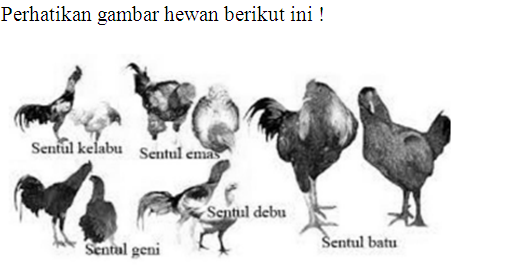 Perhatikan gambar hewan berikut ini !
Sentul kelabu
Sentul emas
Sentul debu
Sentul geni
Sentul batu